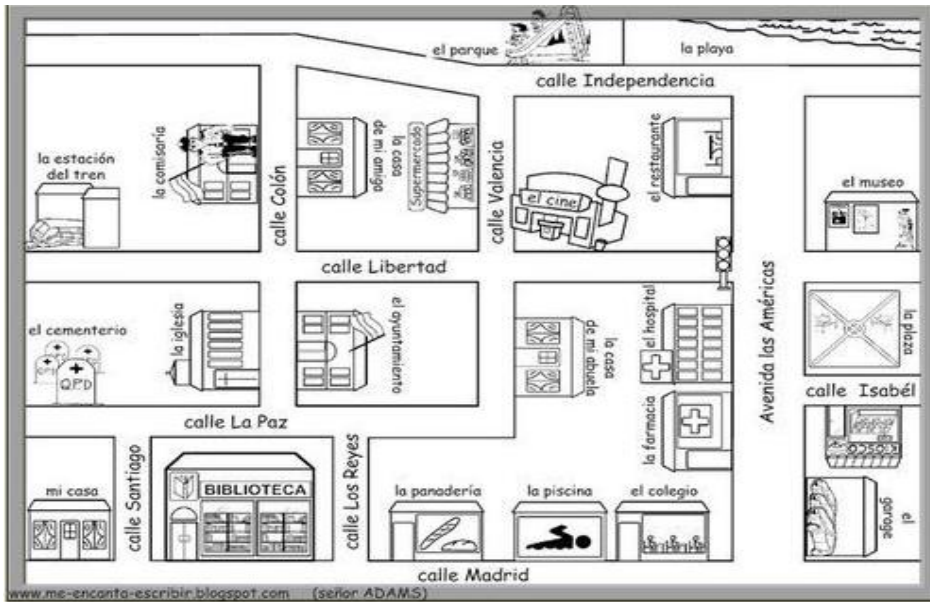 el parque
la playa
calle Independencia
la estación
del tren
la comisaría
calle Colón
la casa
de mi amiga
Supermercado
calle Valencia
el cine
el restaurante
el museo
calle Libertad
el cementerio
QPD
la iglesia
el ayuntamiento
la casa
de mi abuela
el hospital
Avenida las Américas
la plaza
calle Isabél
calle La Paz
la farmacia
KIOSCO
mi casa
calle Santiago
BIBLIOTECA
calle Los Reyes
la panadería
la piscina
el colegio
el
garage
calle Madrid
www.me-encanta-escribir.blogspot.com (señor ADAMS)